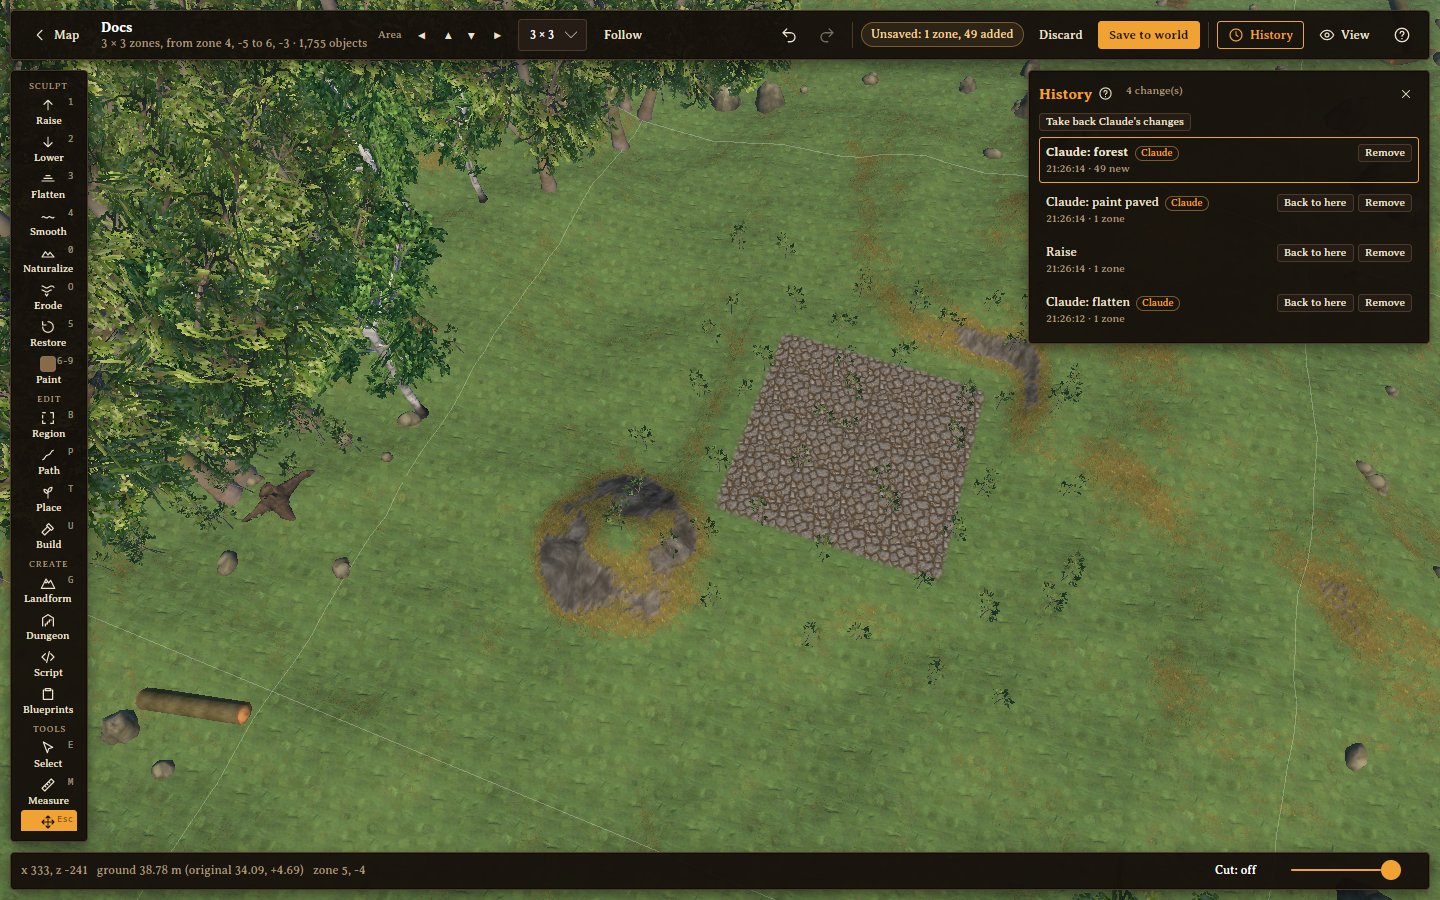 Map
Docs
3 × 3 zones, from zone 4, -5 to 6, -3 · 1,755 objects
Area
3 × 3
Follow
Unsaved: 1 zone, 49 added
Discard
Save to world
History
View
SCULPT
1
Raise
2
Lower
3
Flatten
4
Smooth
0
Naturalize
O
Erode
5
Restore
6-9
Paint
EDIT
B
Region
P
Path
T
Place
U
Build
CREATE
G
Landform
Dungeon
Script
Blueprints
TOOLS
E
Select
M
Measure
Esc
History
4 change(s)
Take back Claude's changes
Claude: forest Claude
Remove
21:26:14 · 49 new
Claude: paint paved Claude
Back to here Remove
21:26:14 · 1 zone
Raise
Back to here Remove
21:26:14 · 1 zone
Claude: flatten Claude
Back to here Remove
21:26:12 · 1 zone
x 333, z -241 ground 38.78 m (original 34.09, +4.69) zone 5, -4
Cut: off